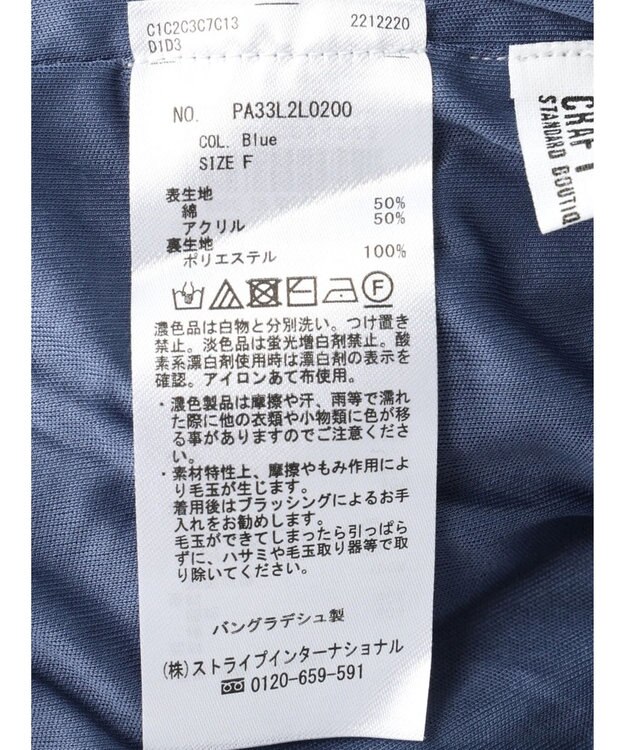 C1C2C3C7C13 2212220
D1D3
NO. PA33L2L0200
COL. Blue
SIZE F
表生地
綿 50%
アクリル 50%
裏生地
ポリエステル 100%
F
濃色品は白物と分別洗い。つけ置き
禁止。淡色品は蛍光増白剤禁止。酸
素系漂白剤使用時は漂白剤の表示を
確認。アイロンあて布使用。
・濃色製品は摩擦や汗、雨等で濡れ
た際に他の衣類や小物類に色が移
る事がありますのでご注意くださ
い。
・素材特性上、摩擦やもみ作用によ
り毛玉が生じます。
着用後はブラッシングによるお手
入れをお勧めします。
毛玉ができてしまったら引っぱら
ずに、ハサミや毛玉取り器等で取
り除いてください。
バングラデシュ製
(株)ストライプインターナショナル
0120-659-591
CRAFT
STANDARD BOUTIQ